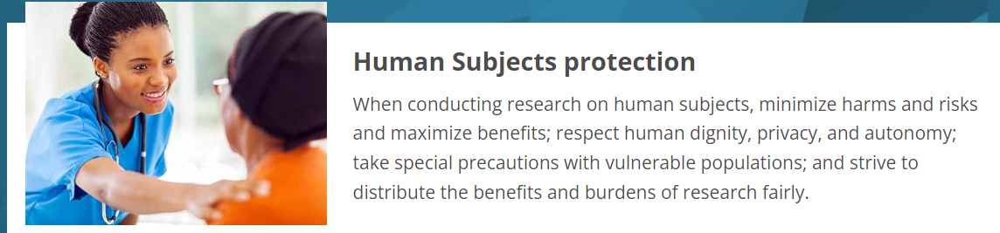 Human Subjects protection
When conducting research on human subjects, minimize harms and risks
and maximize benefits; respect human dignity, privacy, and autonomy;
take special precautions with vulnerable populations; and strive to
distribute the benefits and burdens of research fairly.